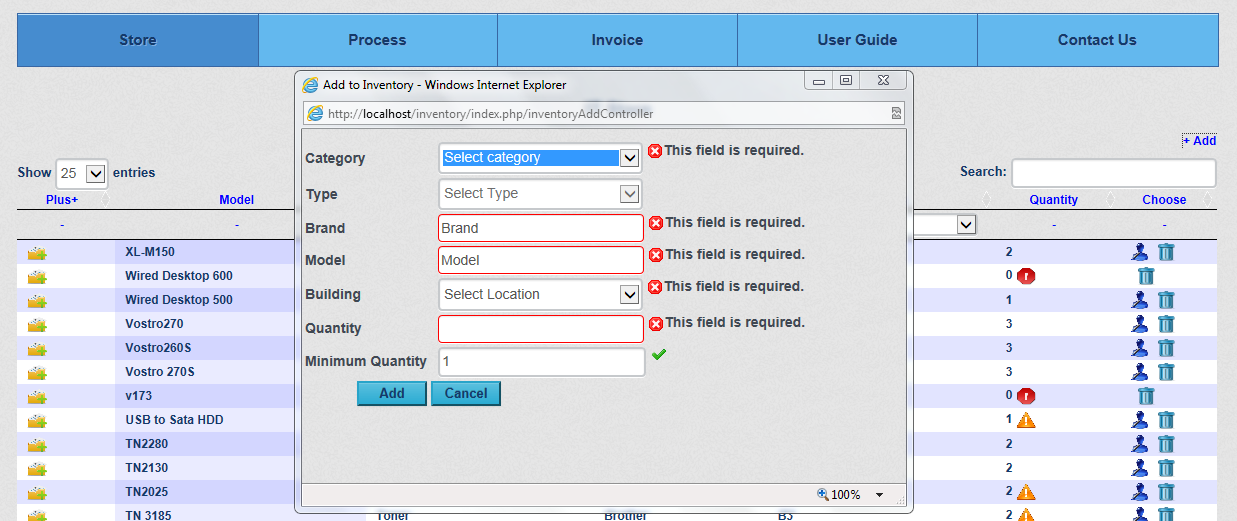 Store Process Invoice User Guide Contact Us
Add to Inventory - Windows Internet Explorer
http://localhost/inventory/index.php/inventoryAddController
+ Add
Show 25 entries
Search:
Plus+ Model Quantity Choose
- - - -
Category Select category This field is required.
Type Select Type
Brand Brand This field is required.
Model Model This field is required.
Building Select Location This field is required.
Quantity This field is required.
Minimum Quantity 1
Add Cancel
100%
XL-M150 2
Wired Desktop 600 0 r
Wired Desktop 500 1
Vostro270 3
Vostro260S 3
Vostro 270S 3
v173 0 r
USB to Sata HDD 1
TN2280 2
TN2130 2
TN2025 2
TN 3185 Toner Brother B3 2